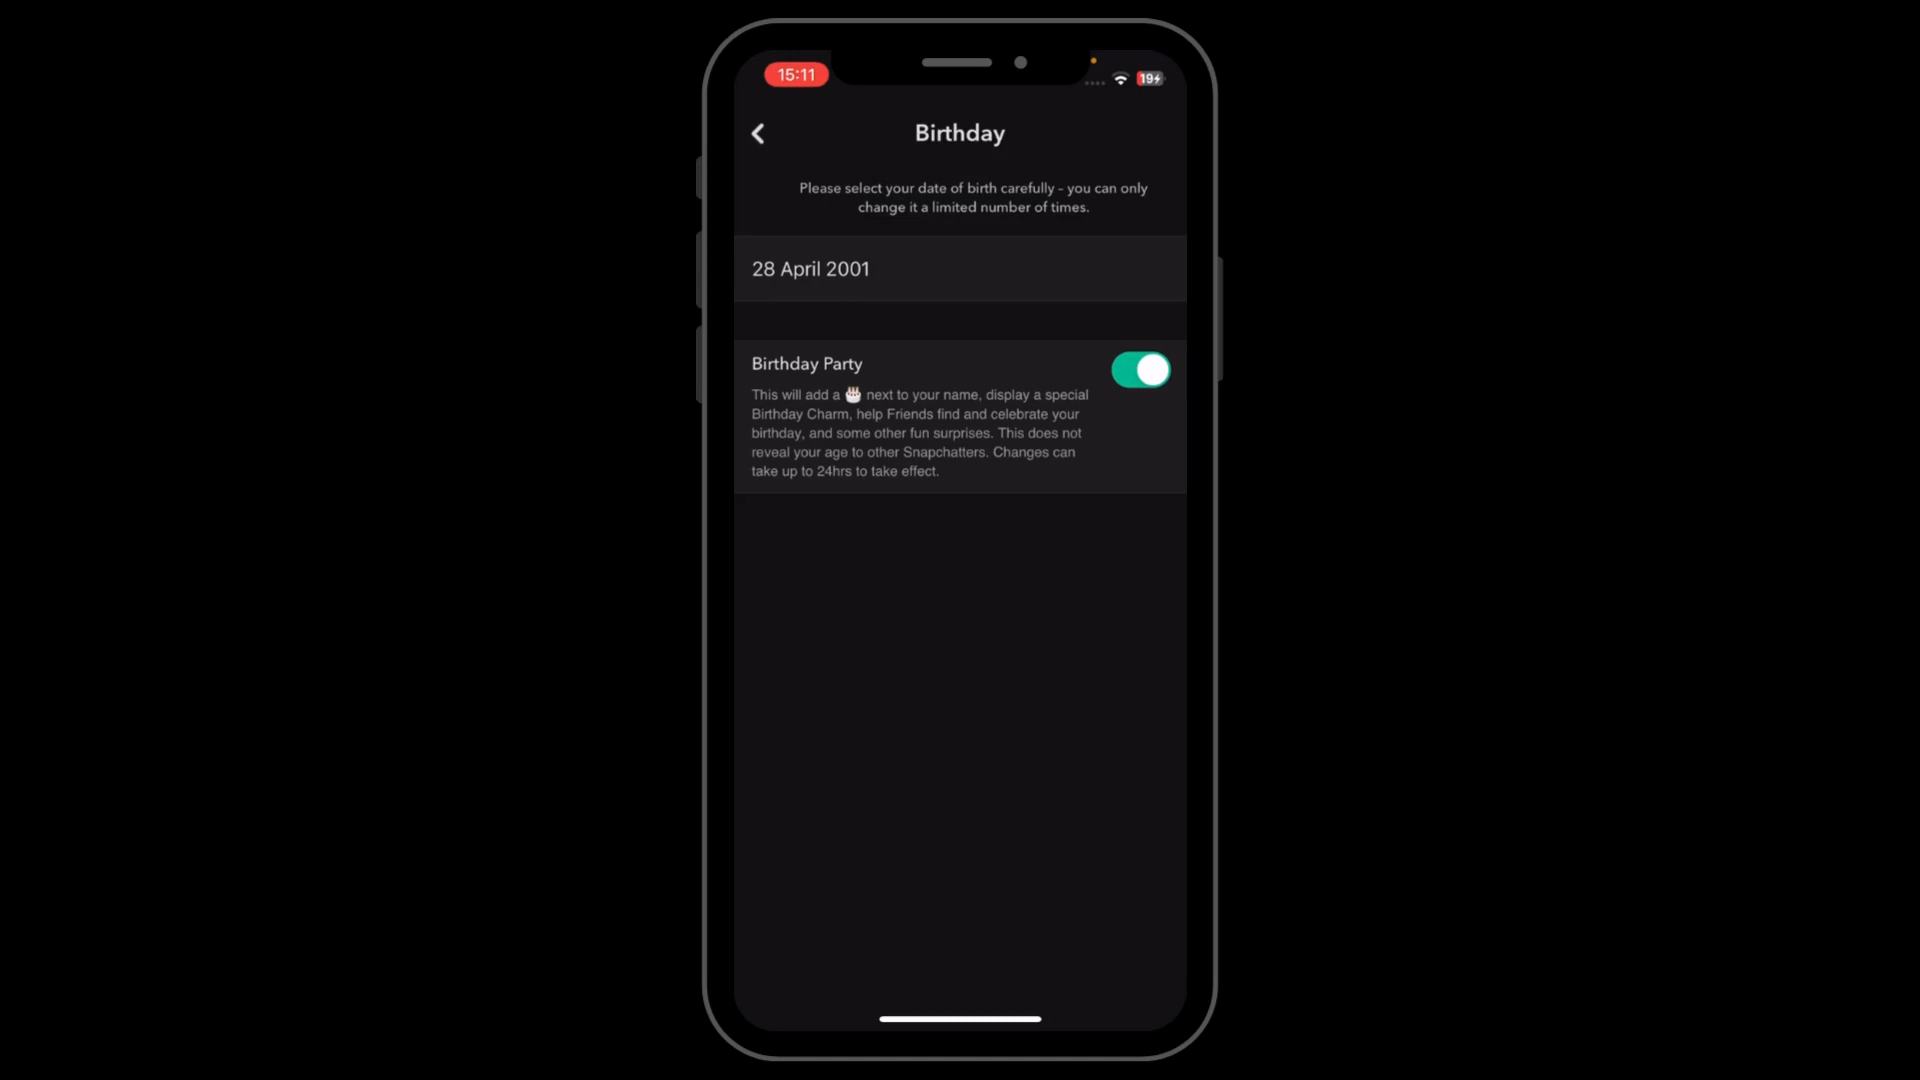 15:11
19
Birthday
Please select your date of birth carefully - you can only
change it a limited number of times.
28 April 2001
Birthday Party
This will add a 🎂 next to your name, display a special
Birthday Charm, help Friends find and celebrate your
birthday, and some other fun surprises. This does not
reveal your age to other Snapchatters. Changes can
take up to 24hrs to take effect.